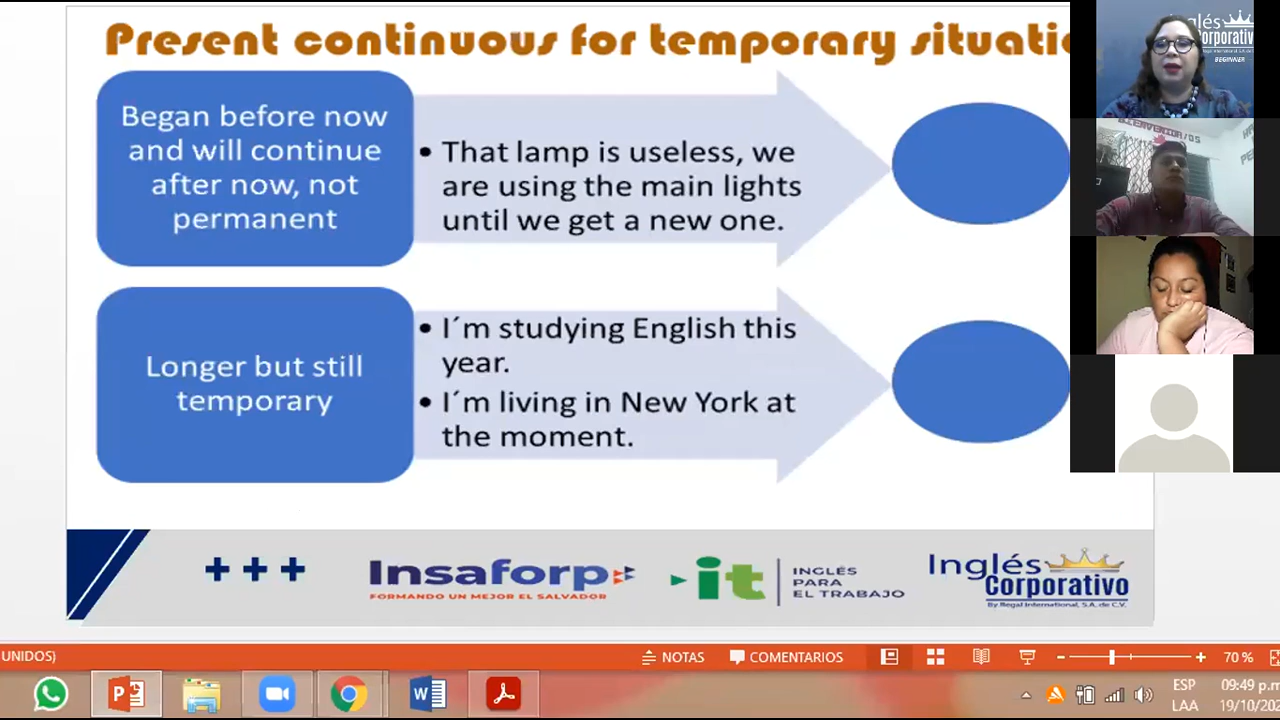 Present continuous for temporary situatio
Began before now
and will continue
after now, not
permanent
• That lamp is useless, we
are using the main lights
until we get a new one.
Longer but still
temporary
• I´m studying English this
year.
• I´m living in New York at
the moment.
+++
Insaforp
FORMANDO UN MEJOR EL SALVADOR
it
INGLÉS
PARA
EL TRABAJO
Inglés
Corporativo
By Regal International, S.A. de C.V.
Inglés
Corporativo
BEGINNER
BIENVENIDOS
UNIDOS)
NOTAS
COMENTARIOS
70 %
ESP
LAA
09:49 p.m
19/10/202